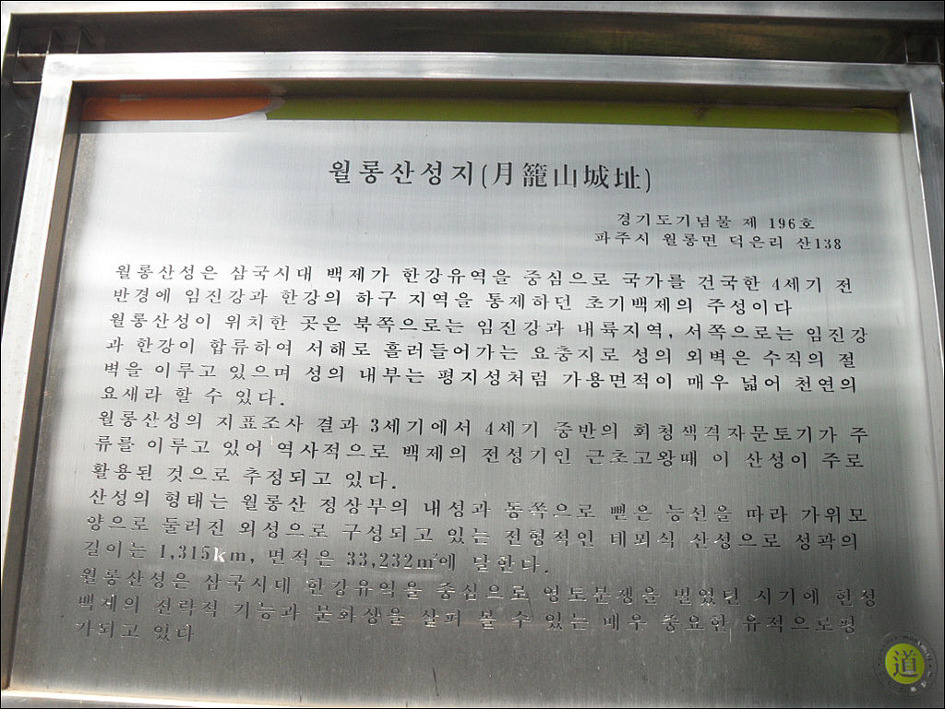 월롱산성지(月籠山城址)
경기도기념물 제 196호
파주시 월롱면 덕은리 산138
월롱산성은 삼국시대 백제가 한강유역을 중심으로 국가를 건국한 4세기 전
반경에 임진강과 한강의 하구 지역을 통제하던 초기백제의 주성이다
월롱산성이 위치한 곳은 북쪽으로는 임진강과 내륙지역, 서쪽으로는 임진강
과 한강이 합류하여 서해로 흘러들어가는 요충지로 성의 외벽은 수직의 절
벽을 이루고 있으며 성의 내부는 평지성처럼 가용면적이 매우 넓어 천연의
요새라 할 수 있다.
월롱산성의 지표조사 결과 3세기에서 4세기 중반의 회청색격자문토기가 주
류를 이루고 있어 역사적으로 백제의 전성기인 근초고왕때 이 산성이 주로
활용된 것으로 추정되고 있다.
산성의 형태는 월롱산 정상부의 내성과 동쪽으로 뻗은 능선을 따라 가위모
양으로 둘러진 외성으로 구성되고 있는 전형적인 테뫼식 산성으로 성곽의
길이는 1,315km, 면적은 33,232㎡에 달한다.
월롱산성은 삼국시대 한강유역을 중심으로 영토분쟁을 벌였던 시기에 한성
백제의 전략적 기능과 문화상을 살펴 볼 수 있는 매우 중요한 유적으로평
가되고 있다
道